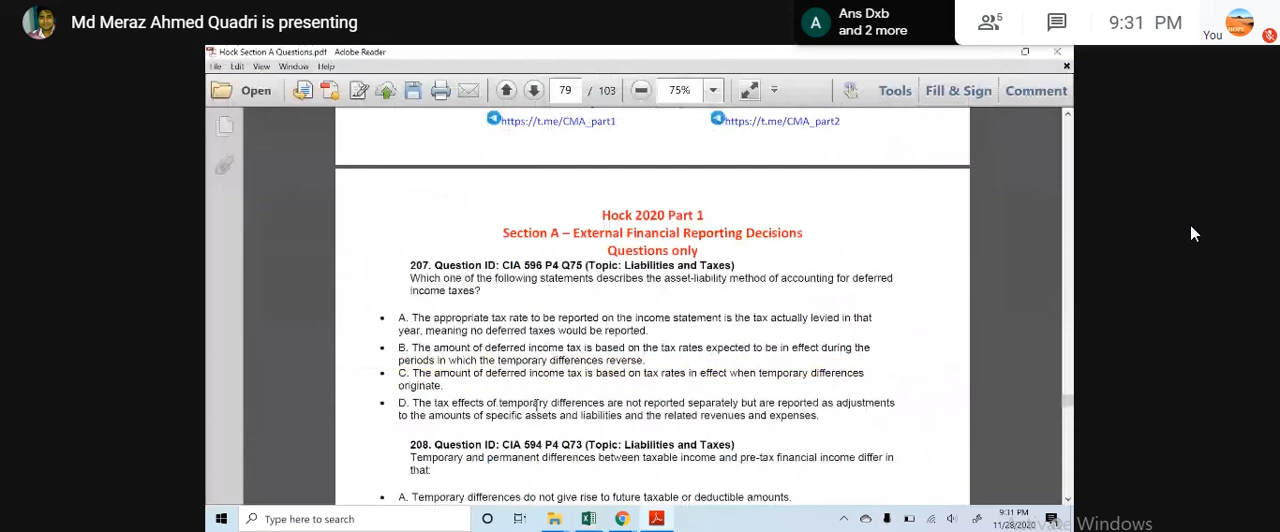 Md Meraz Ahmed Quadri is presenting
A
Ans Dxb
and 2 more
5
9:31 PM
You
Hock Section A Questions.pdf - Adobe Reader
File Edit View Window Help
Open
79 / 103
75%
Tools
Fill & Sign
Comment
https://t.me/CMA_part1
https://t.me/CMA_part2
Hock 2020 Part 1
Section A – External Financial Reporting Decisions
Questions only
207. Question ID: CIA 596 P4 Q75 (Topic: Liabilities and Taxes)
Which one of the following statements describes the asset-liability method of accounting for deferred
income taxes?
• A. The appropriate tax rate to be reported on the income statement is the tax actually levied in that
year, meaning no deferred taxes would be reported.
• B. The amount of deferred income tax is based on the tax rates expected to be in effect during the
periods in which the temporary differences reverse.
• C. The amount of deferred income tax is based on tax rates in effect when temporary differences
originate.
• D. The tax effects of temporary differences are not reported separately but are reported as adjustments
to the amounts of specific assets and liabilities and the related revenues and expenses.
208. Question ID: CIA 594 P4 Q73 (Topic: Liabilities and Taxes)
Temporary and permanent differences between taxable income and pre-tax financial income differ in
that:
• A. Temporary differences do not give rise to future taxable or deductible amounts.
Type here to search
9:31 PM
11/28/2020
Activate Windows